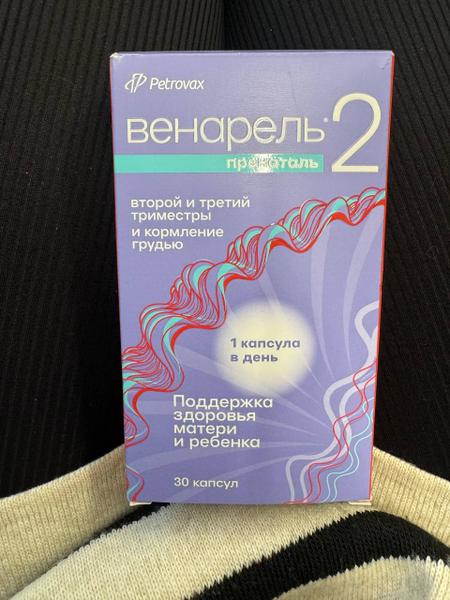 Petrovax
венарель® 2
пренаталь
второй и третий
триместры
и кормление
грудью
1 капсула
в день
Поддержка
здоровья
матери
и ребенка
30 капсул